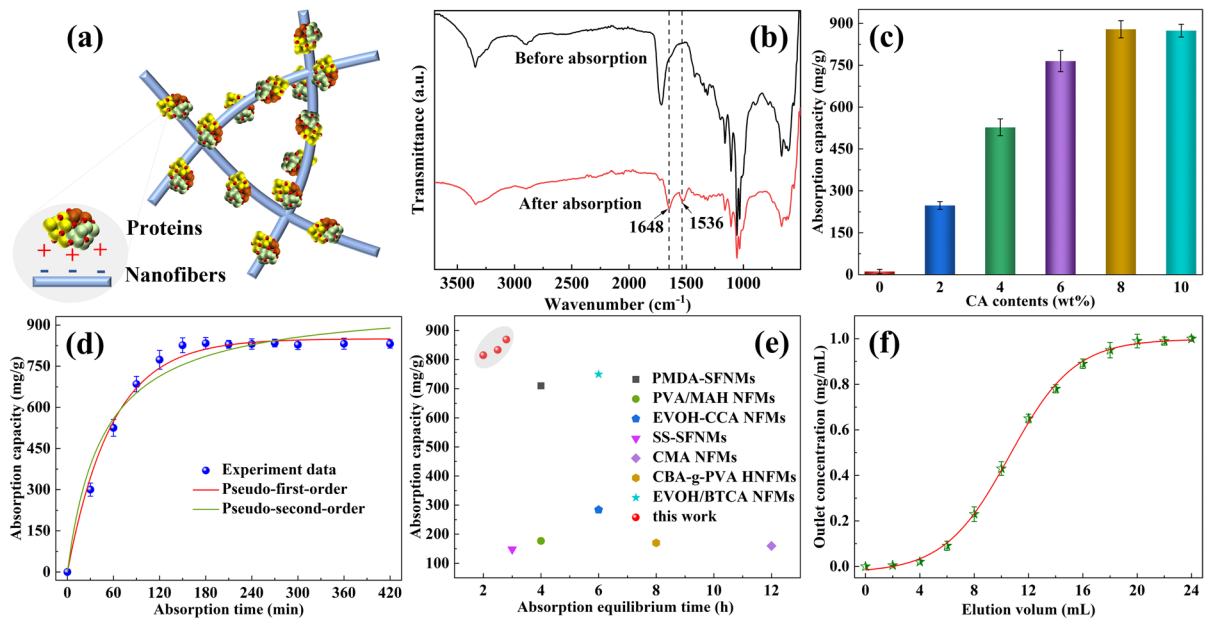 (a)
Proteins
+ + +
- - -
Nanofibers
(b)
Before absorption
After absorption
1648
1536
Transmittance (a.u.)
3500 3000 2500 2000 1500 1000
Wavenumber (cm⁻¹)
(c)
Absorption capacity (mg/g)
900
750
600
450
300
150
0
0 2 4 6 8 10
CA contents (wt%)
(d)
Absorption capacity (mg/g)
900
750
600
450
300
150
0
Experiment data
Pseudo-first-order
Pseudo-second-order
0 60 120 180 240 300 360 420
Absorption time (min)
(e)
Absorption capacity (mg/g)
900
800
700
600
500
400
300
200
100
PMDA-SFNMs
PVA/MAH NFMs
EVOH-CCA NFMs
SS-SFNMs
CMA NFMs
CBA-g-PVA HNFMs
EVOH/BTCA NFMs
this work
2 4 6 8 10 12
Absorption equilibrium time (h)
(f)
Outlet concentration (mg/mL)
1.0
0.8
0.6
0.4
0.2
0.0
0 4 8 12 16 20 24
Elution volum (mL)